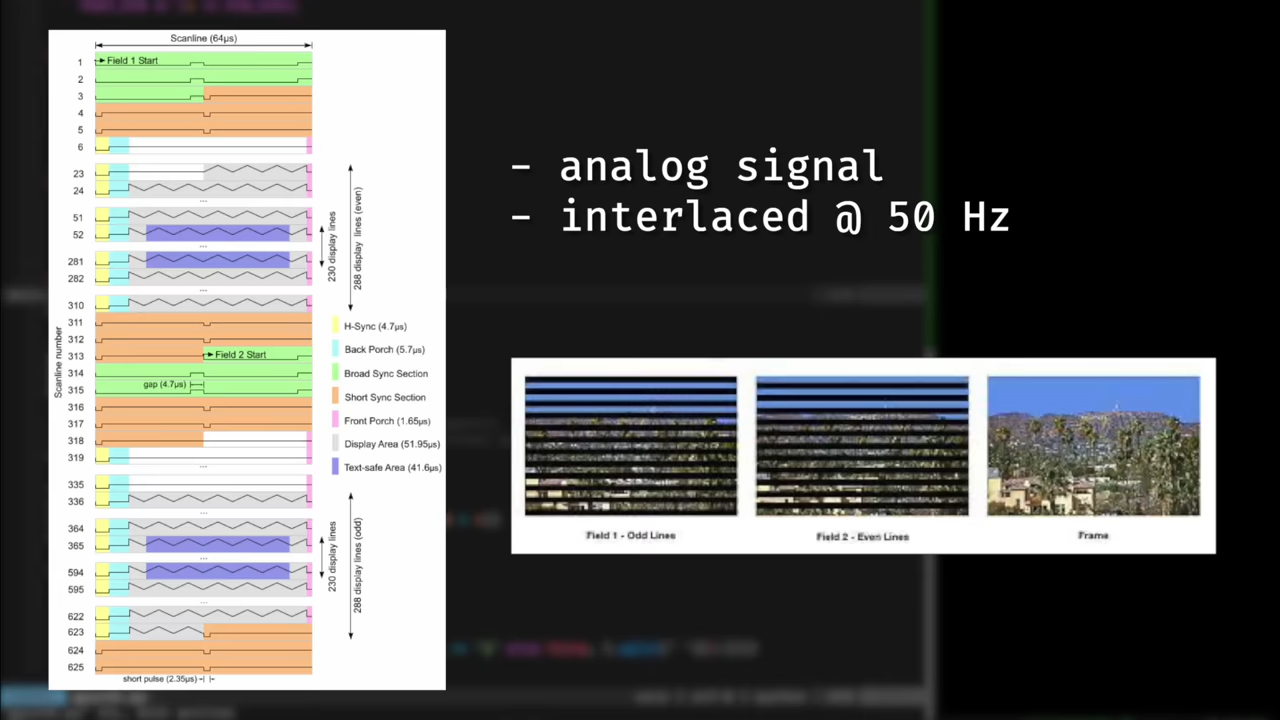 Scanline (64µs)
1
Field 1 Start
2
3
4
5
6
23
24
...
51
52
...
281
282
...
310
311
312
313
Field 2 Start
314
gap (4.7µs)
315
316
317
318
319
...
335
336
...
364
365
...
594
595
...
622
623
624
625
short pulse (2.35µs)
Scanline number
230 display lines
288 display lines (even)
H-Sync (4.7µs)
Back Porch (5.7µs)
Broad Sync Section
Short Sync Section
Front Porch (1.65µs)
Display Area (51.95µs)
Text-safe Area (41.6µs)
230 display lines
288 display lines (odd)
- analog signal
- interlaced @ 50 Hz
Field 1 - Odd Lines
Field 2 - Even Lines
Frame